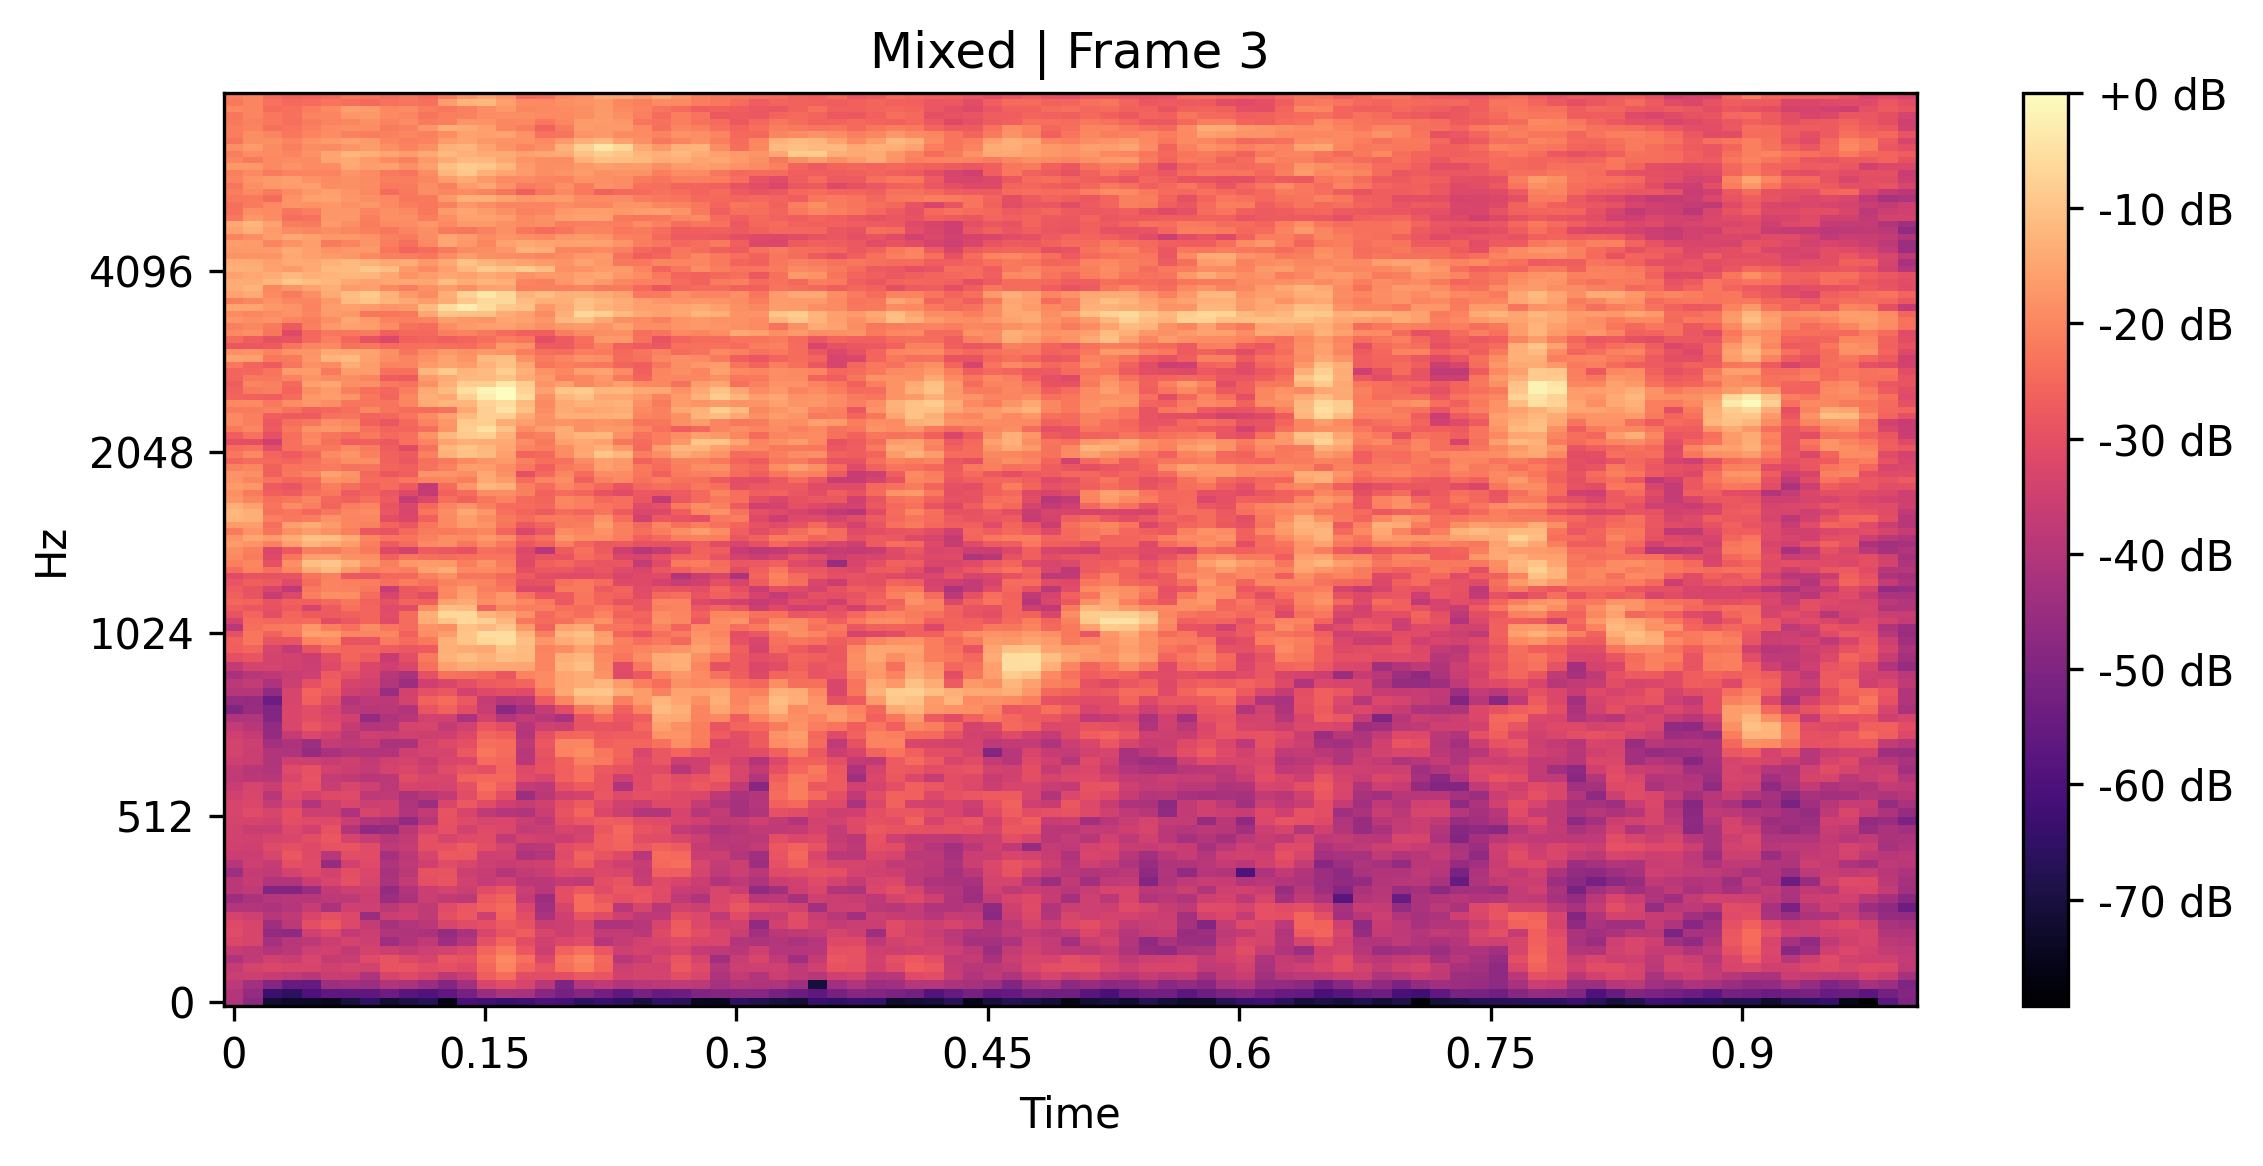 Mixed | Frame 3
Hz
4096
2048
1024
512
0
0 0.15 0.3 0.45 0.6 0.75 0.9
Time
+0 dB
-10 dB
-20 dB
-30 dB
-40 dB
-50 dB
-60 dB
-70 dB